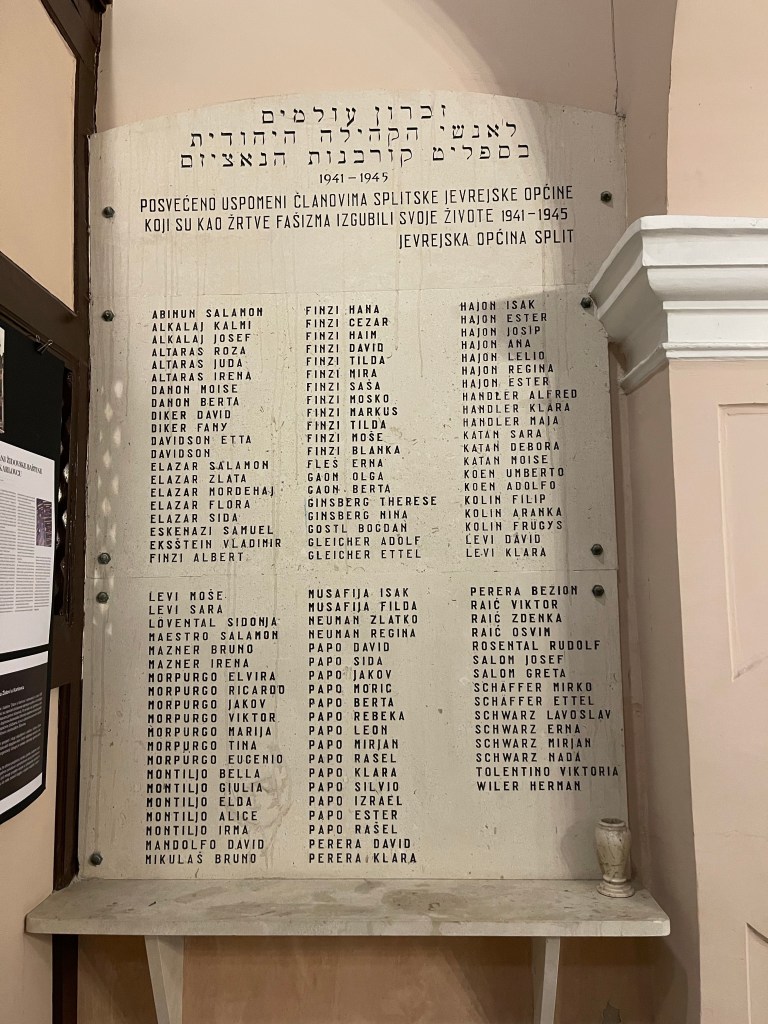 זכרון עולמים
לאנשי הקהילה היהודית
בספליט קורבנות הנאציזם
1941–1945
POSVEĆENO USPOMENI ČLANOVIMA SPLITSKE JEVREJSKE OPĆINE
KOJI SU KAO ŽRTVE FAŠIZMA IZGUBILI SVOJE ŽIVOTE 1941–1945
JEVREJSKA OPĆINA SPLIT
ABINUN SALAMON
ALKALAJ KALMI
ALKALAJ JOSEF
ALTARAS ROZA
ALTARAS JUDA
ALTARAS IRENA
DANON MOISE
DANON BERTA
DIKER DAVID
DIKER FANY
DAVIDSON ETTA
DAVIDSON
ELAZAR SALAMON
ELAZAR ZLATA
ELAZAR MORDEHAJ
ELAZAR FLORA
ELAZAR SIDA
ESKENAZI SAMUEL
EKSŠTEIN VLADIMIR
FINZI ALBERT
FINZI HANA
FINZI CEZAR
FINZI HAIM
FINZI DAVID
FINZI TILDA
FINZI MIRA
FINZI SAŠA
FINZI MOSKO
FINZI MARKUS
FINZI TILDA
FINZI MOŠE
FINZI BLANKA
FLEŠ ERNA
GAON OLGA
GAON BERTA
GINSBERG THERESE
GINSBERG NINA
GOSTL BOGDAN
GLEICHER ADOLF
GLEICHER ETTEL
HAJON ISAK
HAJON ESTER
HAJON JOSIP
HAJON ANA
HAJON LELIO
HAJON REGINA
HAJON ESTER
HANDLER ALFRED
HANDLER KLARA
HANDLER MAJA
KATAN SARA
KATAN DEBORA
KATAN MOISE
KOEN UMBERTO
KOEN ADOLFO
KOLIN FILIP
KOLIN ARANKA
KOLIN FRUGYS
LEVI DAVID
LEVI KLARA
LEVI MOŠE
LEVI SARA
LÖVENTAL SIDONJA
MAESTRO SALAMON
MAZNER BRUNO
MAZNER IRENA
MORPURGO ELVIRA
MORPURGO RICARDO
MORPURGO JAKOV
MORPURGO VIKTOR
MORPURGO MARIJA
MORPURGO TINA
MORPURGO EUGENIO
MONTILJO BELLA
MONTILJO GIULIA
MONTILJO ELDA
MONTILJO ALICE
MONTILJO IRMA
MANDOLFO DAVID
MIKULAŠ BRUNO
MUSAFIJA ISAK
MUSAFIJA FILDA
NEUMAN ZLATKO
NEUMAN REGINA
PAPO DAVID
PAPO SIDA
PAPO JAKOV
PAPO MORIC
PAPO BERTA
PAPO REBEKA
PAPO LEON
PAPO MIRJAN
PAPO RASEL
PAPO KLARA
PAPO SILVIO
PAPO IZRAEL
PAPO ESTER
PAPO RAŠEL
PERERA DAVID
PERERA KLARA
PERERA BEZION
RAIĆ VIKTOR
RAIĆ ZDENKA
RAIĆ OSVIN
ROSENTAL RUDOLF
SALOM JOSEF
SALOM GRETA
SCHÄFFER MIRKO
SCHÄFFER ETTEL
SCHWARZ LAVOSLAV
SCHWARZ ERNA
SCHWARZ MIRJAN
SCHWARZ NADA
TOLENTINO VIKTORIA
WILER HERMAN